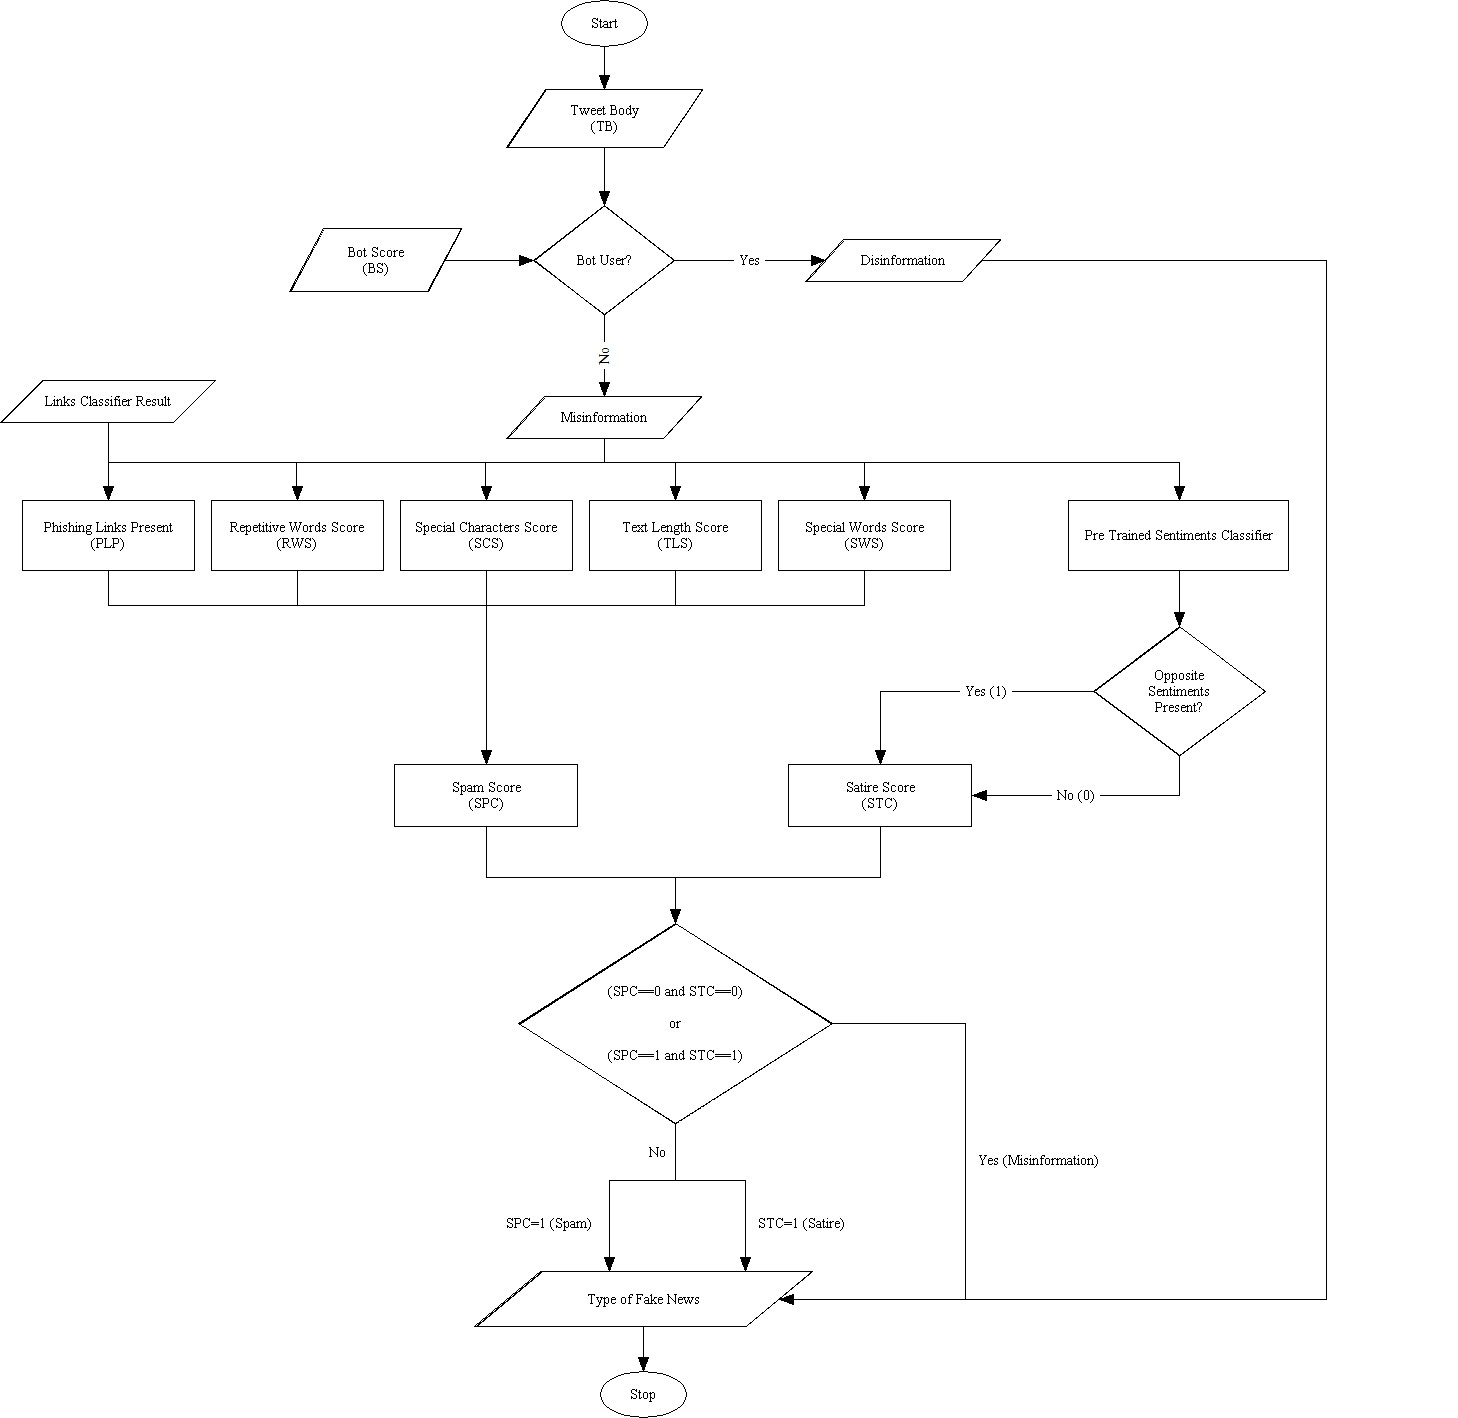 Start
Tweet Body
(TB)
Bot Score
(BS)
Bot User?
Yes
Disinformation
No
Links Classifier Result
Misinformation
Phishing Links Present
(PLP)
Repetitive Words Score
(RWS)
Special Characters Score
(SCS)
Text Length Score
(TLS)
Special Words Score
(SWS)
Pre Trained Sentiments Classifier
Opposite
Sentiments
Present?
Yes (1)
No (0)
Spam Score
(SPC)
Satire Score
(STC)
(SPC==0 and STC==0)
or
(SPC==1 and STC==1)
No
Yes (Misinformation)
SPC=1 (Spam)
STC=1 (Satire)
Type of Fake News
Stop